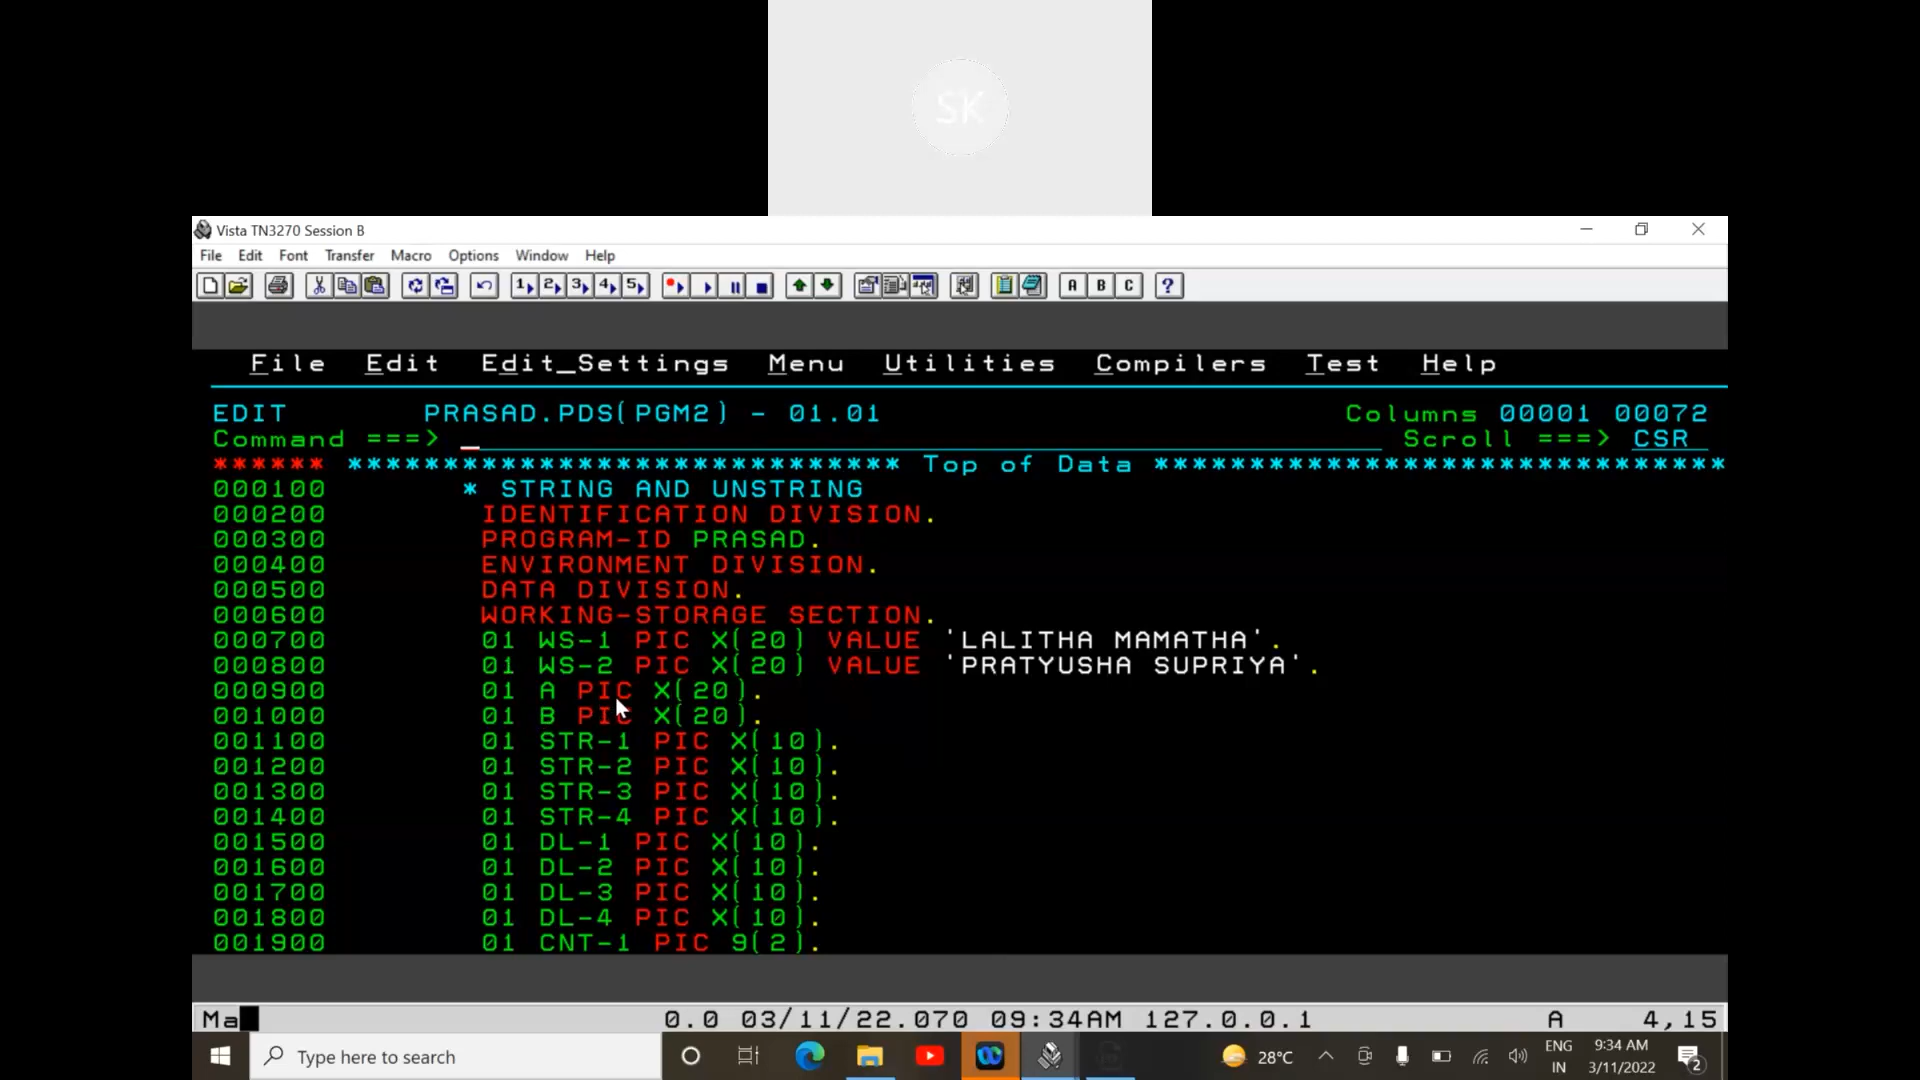 SK
Vista TN3270 Session B
File Edit Font Transfer Macro Options Window Help
1 2 3 4 5 A B C ?
File Edit Edit_Settings Menu Utilities Compilers Test Help
EDIT PRASAD.PDS(PGM2) - 01.01 Columns 00001 00072
Command ===> _ Scroll ===> CSR
****** ***************************** Top of Data ******************************
000100 * STRING AND UNSTRING
000200 IDENTIFICATION DIVISION.
000300 PROGRAM-ID PRASAD.
000400 ENVIRONMENT DIVISION.
000500 DATA DIVISION.
000600 WORKING-STORAGE SECTION.
000700 01 WS-1 PIC X(20) VALUE 'LALITHA MAMATHA'.
000800 01 WS-2 PIC X(20) VALUE 'PRATYUSHA SUPRIYA'.
000900 01 A PIC X(20).
001000 01 B PIC X(20).
001100 01 STR-1 PIC X(10).
001200 01 STR-2 PIC X(10).
001300 01 STR-3 PIC X(10).
001400 01 STR-4 PIC X(10).
001500 01 DL-1 PIC X(10).
001600 01 DL-2 PIC X(10).
001700 01 DL-3 PIC X(10).
001800 01 DL-4 PIC X(10).
001900 01 CNT-1 PIC 9(2).
Ma 0.0 03/11/22.070 09:34AM 127.0.0.1 A 4,15
Type here to search 28°C ENG IN 9:34 AM 3/11/2022 2